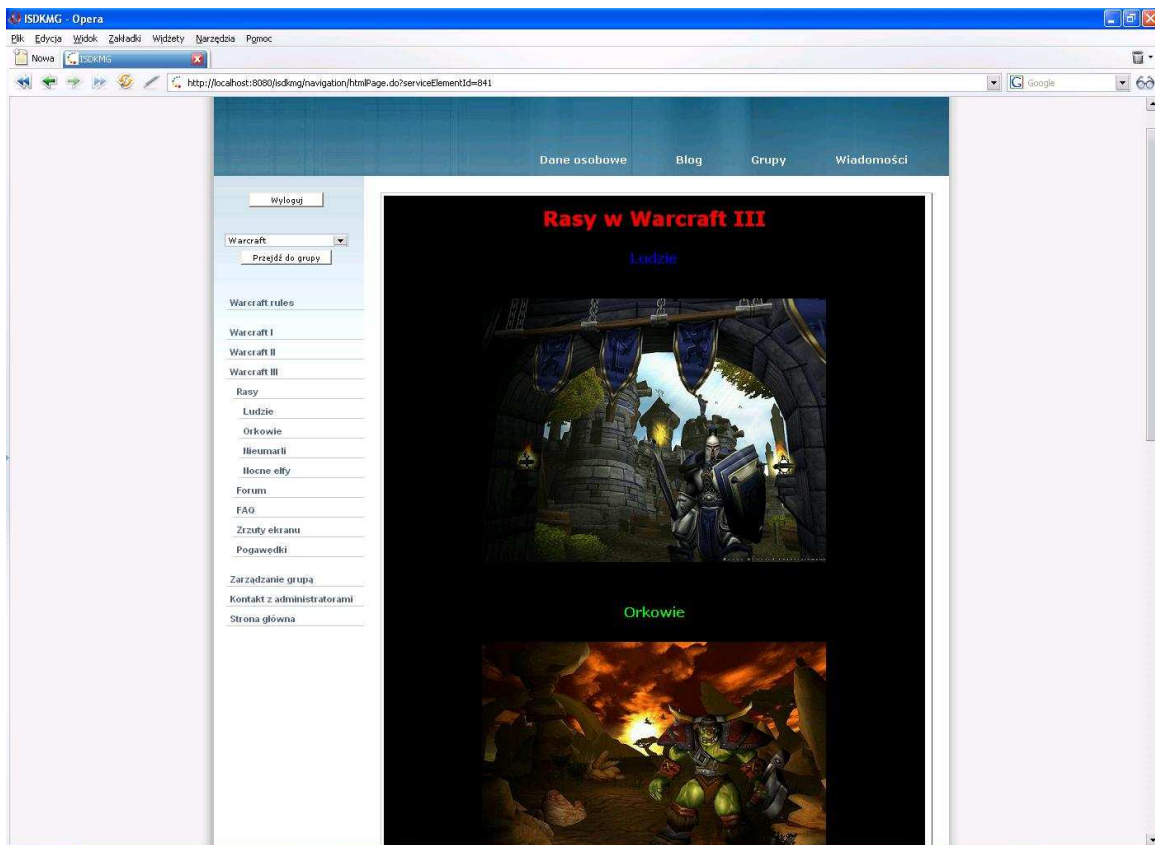 ISDKMG - Opera
Plik Edycja Widok Zakładki Widżety Narzędzia Pomoc
Nowa ISDKMG
http://localhost:8080/isdkmg/navigation/htmlPage.do?serviceElementId=841
Google
Dane osobowe Blog Grupy Wiadomości
Wyloguj
Warcraft
Przejdź do grupy
Warcraft rules
Warcraft I
Warcraft II
Warcraft III
Rasy
Ludzie
Orkowie
Nieumarli
Nocne elfy
Forum
FAQ
Zrzuty ekranu
Pogawędki
Zarządzanie grupą
Kontakt z administratorami
Strona główna
Rasy w Warcraft III
Ludzie
Orkowie